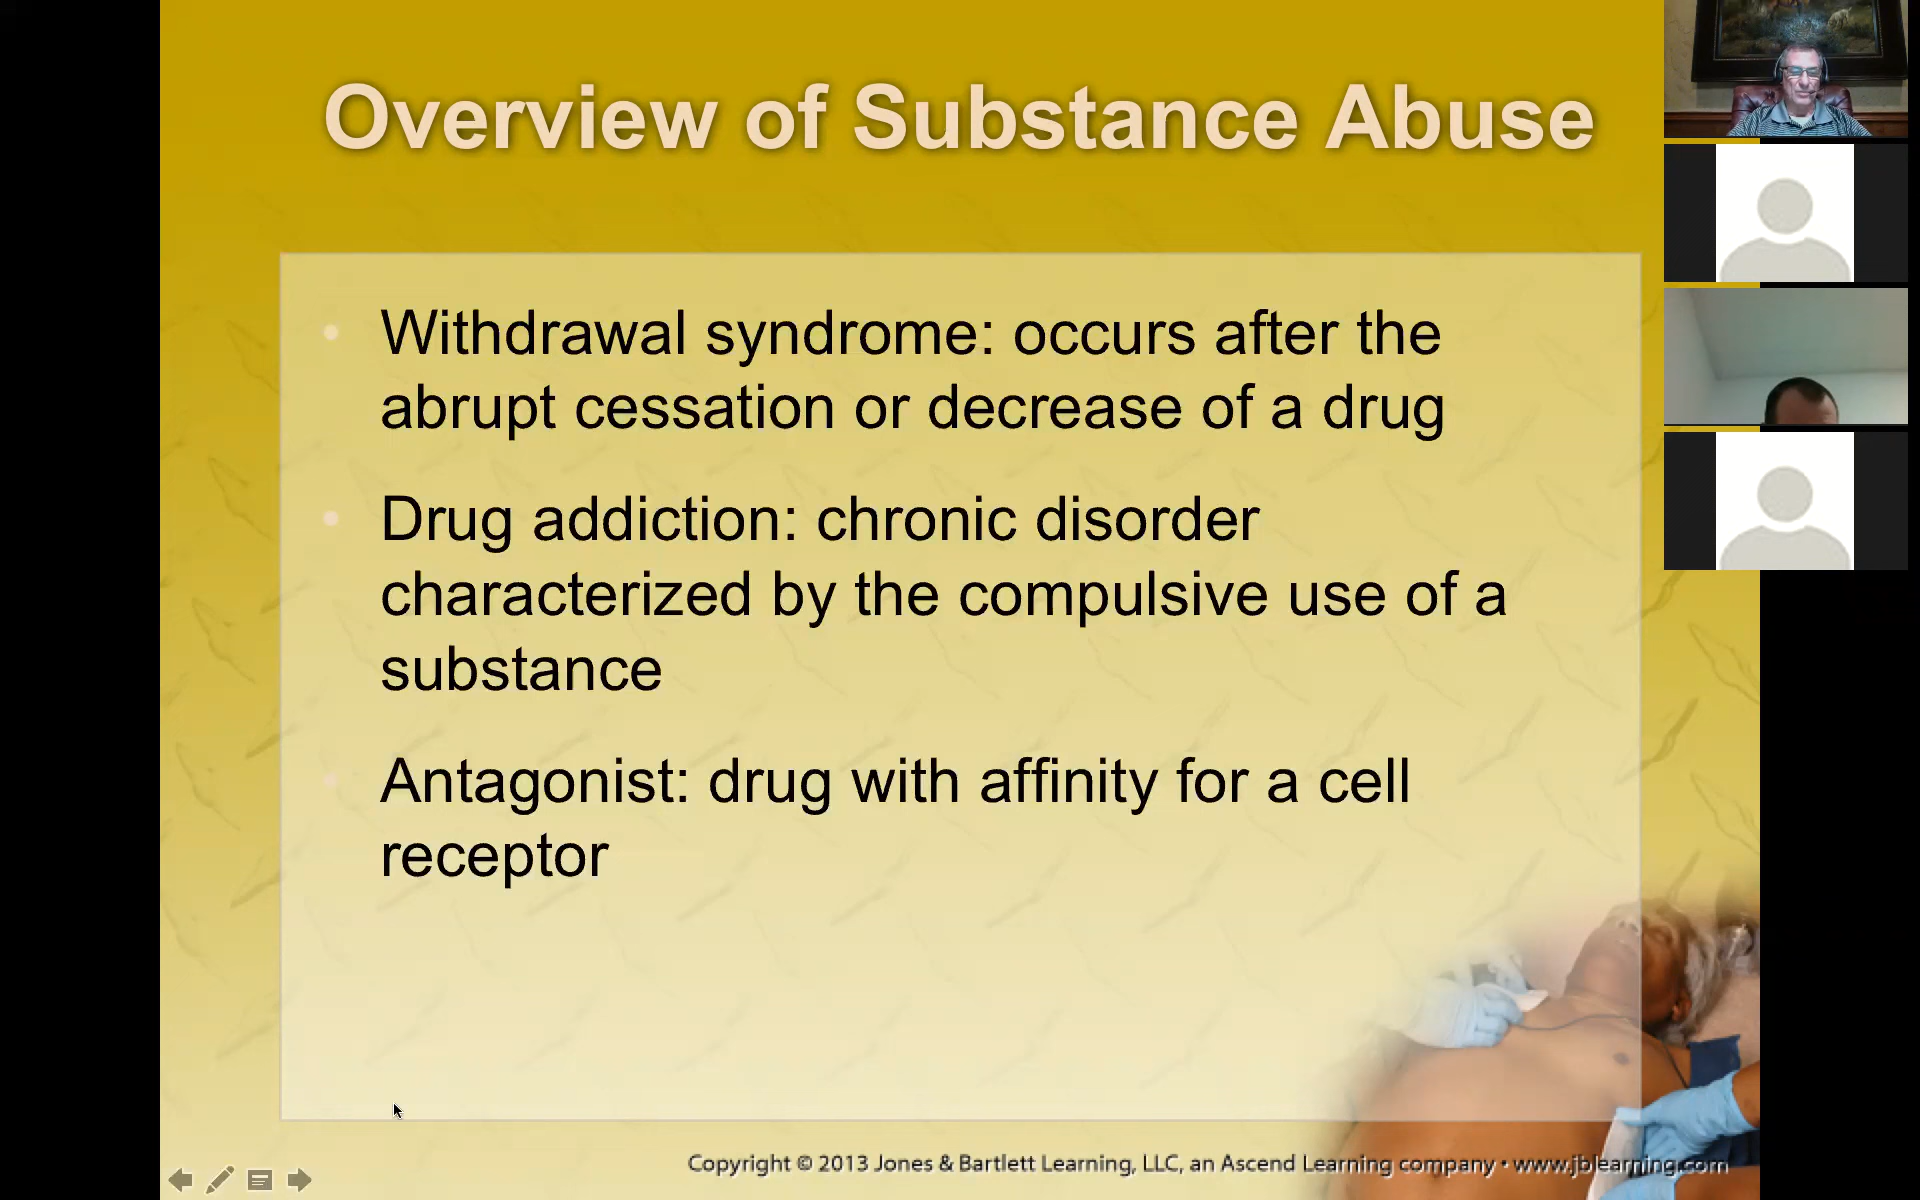 Overview of Substance Abuse
• Withdrawal syndrome: occurs after the
abrupt cessation or decrease of a drug
• Drug addiction: chronic disorder
characterized by the compulsive use of a
substance
• Antagonist: drug with affinity for a cell
receptor
Copyright © 2013 Jones & Bartlett Learning, LLC, an Ascend Learning company • www.jblearning.com